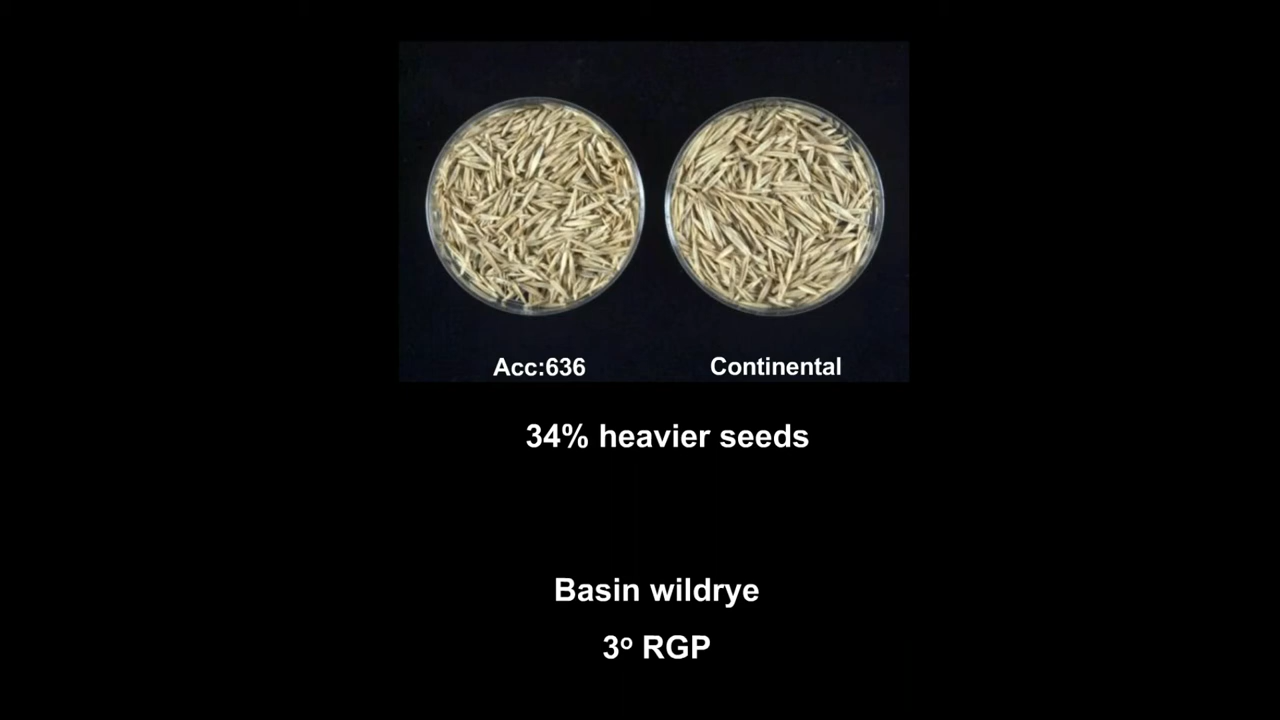 Acc:636 Continental
34% heavier seeds
Basin wildrye
3º RGP